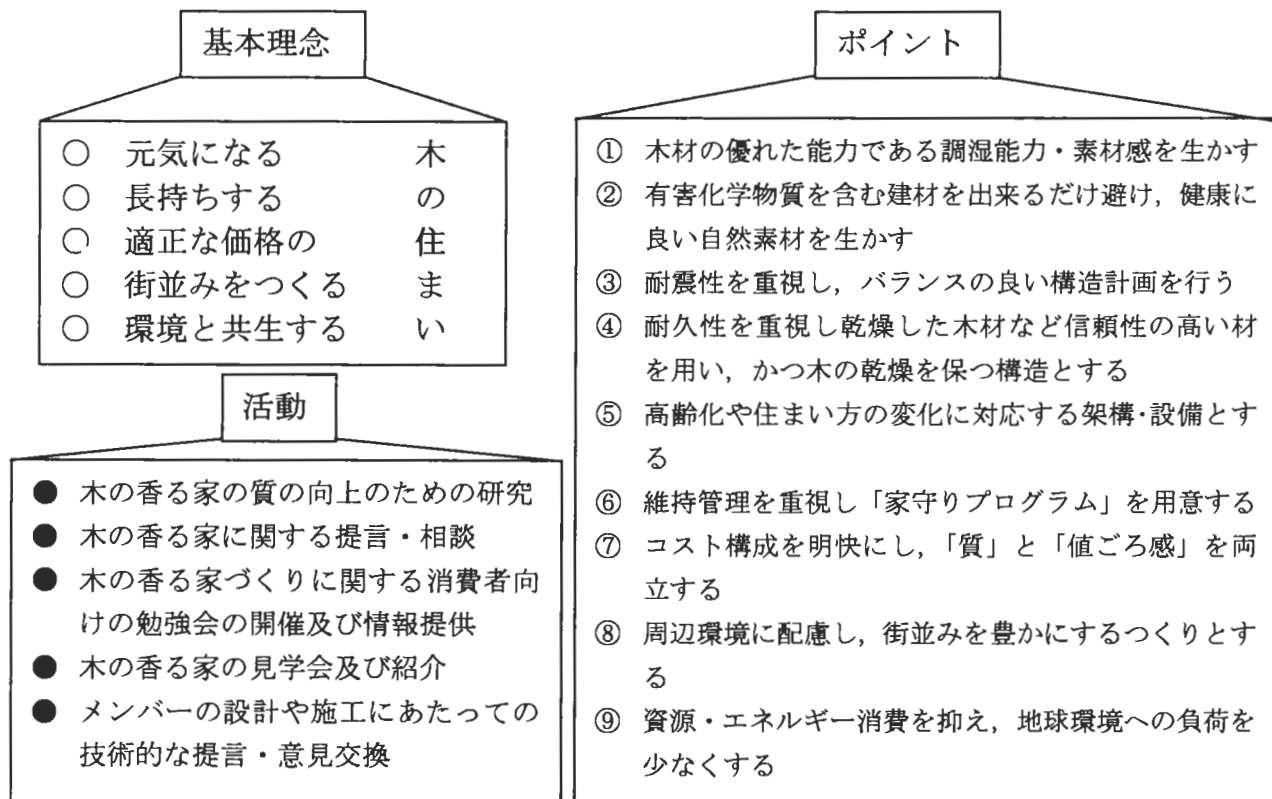 基本理念
○ 元気になる 木
○ 長持ちする の
○ 適正な価格の 住
○ 街並みをつくる ま
○ 環境と共生する い
活動
● 木の香る家の質の向上のための研究
● 木の香る家に関する提言・相談
● 木の香る家づくりに関する消費者向
けの勉強会の開催及び情報提供
● 木の香る家の見学会及び紹介
● メンバーの設計や施工にあたっての
技術的な提言・意見交換
ポイント
① 木材の優れた能力である調湿能力・素材感を生かす
② 有害化学物質を含む建材を出来るだけ避け，健康に
良い自然素材を生かす
③ 耐震性を重視し，バランスの良い構造計画を行う
④ 耐久性を重視し乾燥した木材など信頼性の高い材
を用い，かつ木の乾燥を保つ構造とする
⑤ 高齢化や住まい方の変化に対応する架構・設備とす
る
⑥ 維持管理を重視し「家守りプログラム」を用意する
⑦ コスト構成を明快にし，「質」と「値ごろ感」を両
立する
⑧ 周辺環境に配慮し，街並みを豊かにするつくりとす
る
⑨ 資源・エネルギー消費を抑え，地球環境への負荷を
少なくする